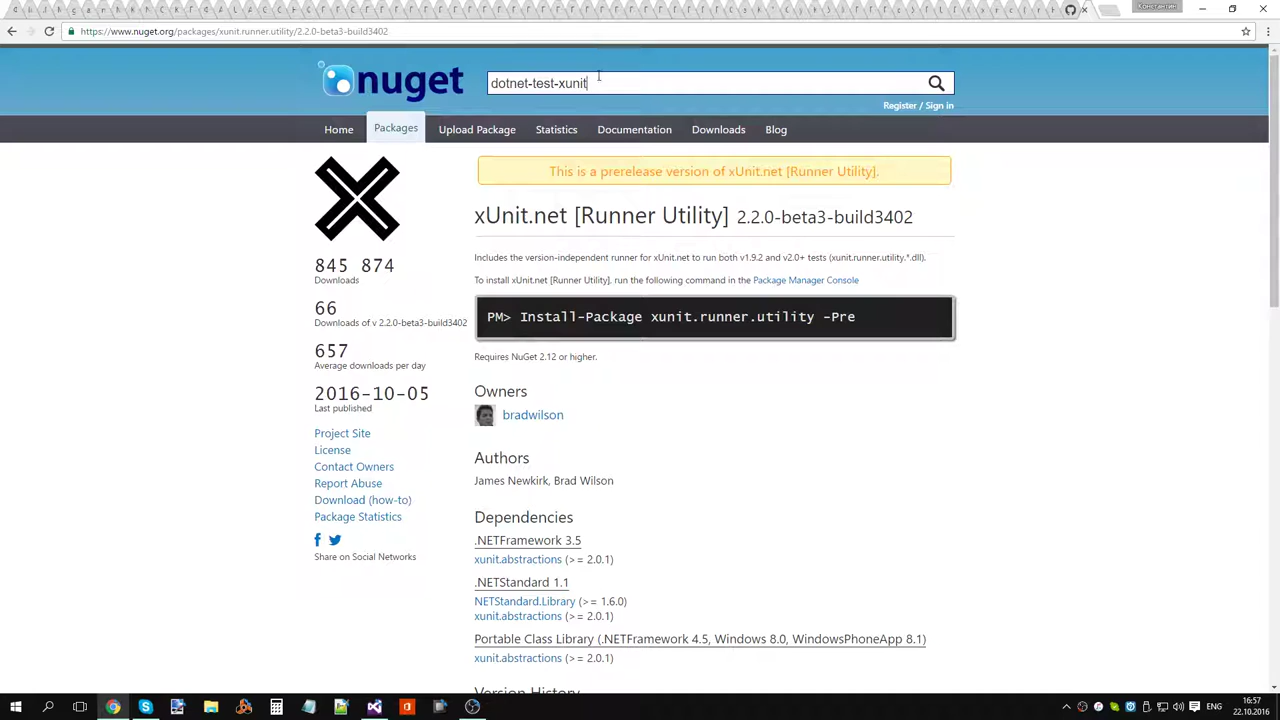 Константин
https://www.nuget.org/packages/xunit.runner.utility/2.2.0-beta3-build3402
nuget
dotnet-test-xunit
Register / Sign in
Home
Packages
Upload Package
Statistics
Documentation
Downloads
Blog
This is a prerelease version of xUnit.net [Runner Utility].
xUnit.net [Runner Utility] 2.2.0-beta3-build3402
Includes the version-independent runner for xUnit.net to run both v1.9.2 and v2.0+ tests (xunit.runner.utility.*.dll).
To install xUnit.net [Runner Utility], run the following command in the Package Manager Console
PM> Install-Package xunit.runner.utility -Pre
Requires NuGet 2.12 or higher.
845 874
Downloads
66
Downloads of v 2.2.0-beta3-build3402
657
Average downloads per day
2016-10-05
Last published
Project Site
License
Contact Owners
Report Abuse
Download (how-to)
Package Statistics
Share on Social Networks
Owners
bradwilson
Authors
James Newkirk, Brad Wilson
Dependencies
.NETFramework 3.5
xunit.abstractions (>= 2.0.1)
.NETStandard 1.1
NETStandard.Library (>= 1.6.0)
xunit.abstractions (>= 2.0.1)
Portable Class Library (.NETFramework 4.5, Windows 8.0, WindowsPhoneApp 8.1)
xunit.abstractions (>= 2.0.1)
Version History
ENG
16:57
22.10.2016